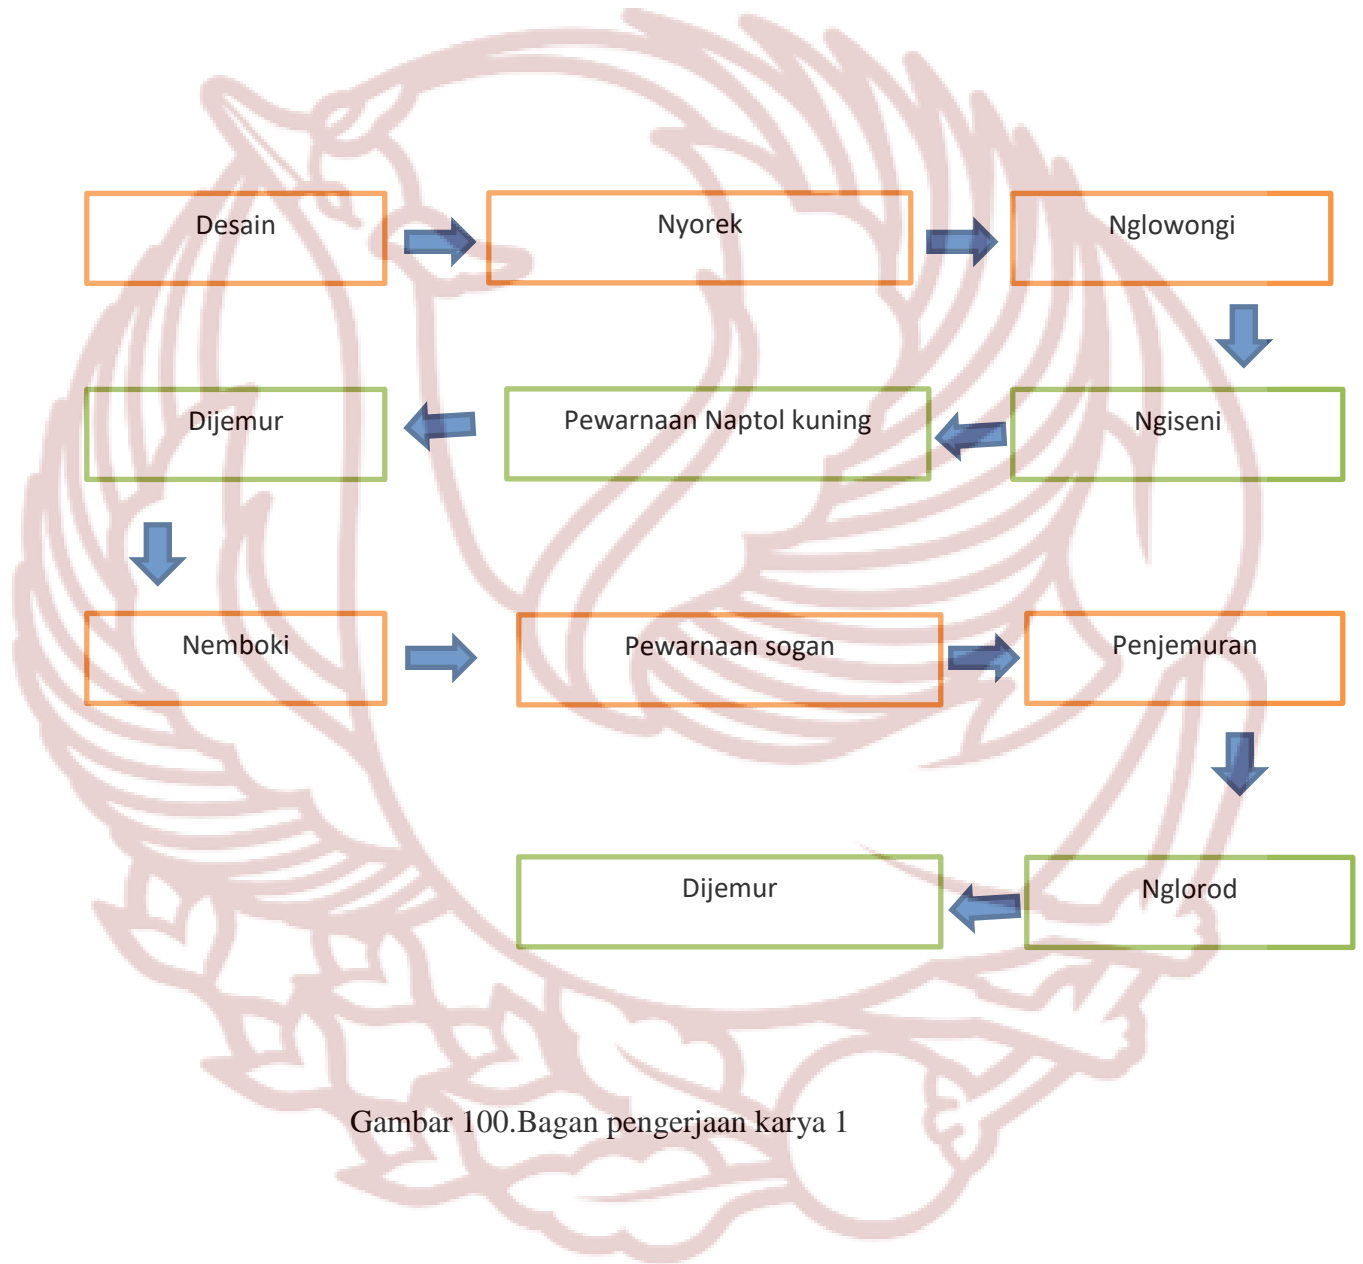 Desain
Nyorek
Nglowongi
Dijemur
Pewarnaan Naptol kuning
Ngiseni
Nemboki
Pewarnaan sogan
Penjemuran
Dijemur
Nglorod
Gambar 100.Bagan pengerjaan karya 1